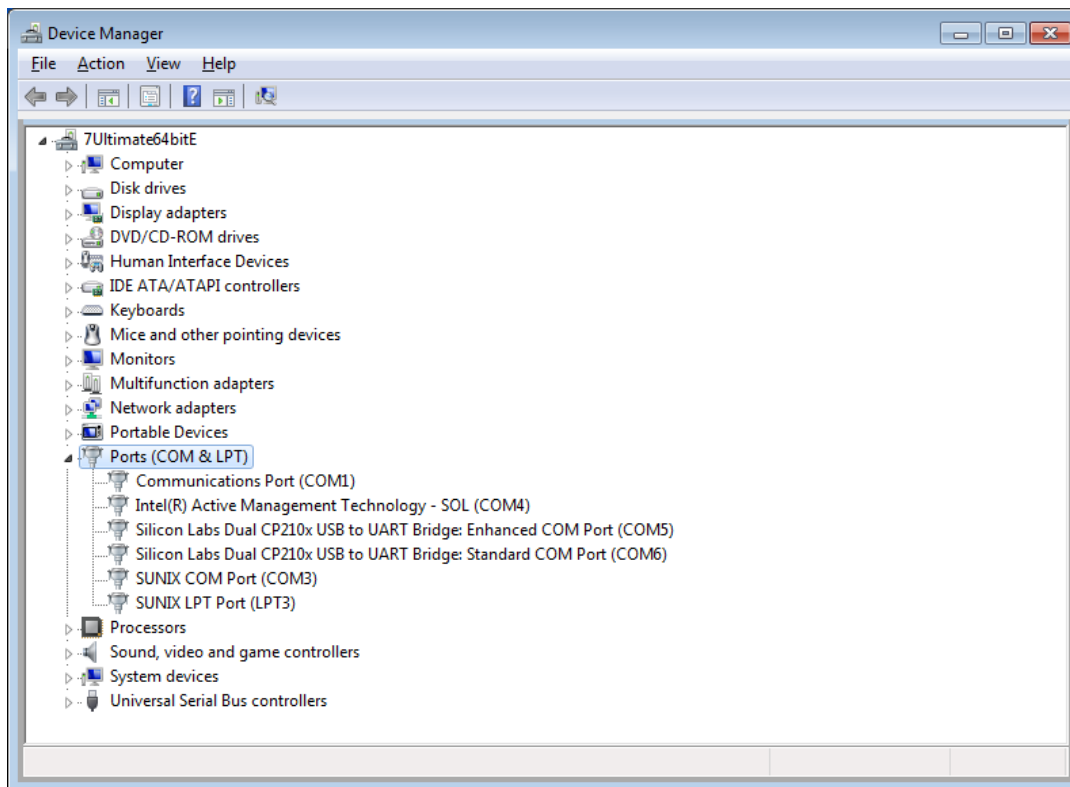 Device Manager
File Action View Help
7Ultimate64bitE
Computer
Disk drives
Display adapters
DVD/CD-ROM drives
Human Interface Devices
IDE ATA/ATAPI controllers
Keyboards
Mice and other pointing devices
Monitors
Multifunction adapters
Network adapters
Portable Devices
Ports (COM & LPT)
Communications Port (COM1)
Intel(R) Active Management Technology - SOL (COM4)
Silicon Labs Dual CP210x USB to UART Bridge: Enhanced COM Port (COM5)
Silicon Labs Dual CP210x USB to UART Bridge: Standard COM Port (COM6)
SUNIX COM Port (COM3)
SUNIX LPT Port (LPT3)
Processors
Sound, video and game controllers
System devices
Universal Serial Bus controllers